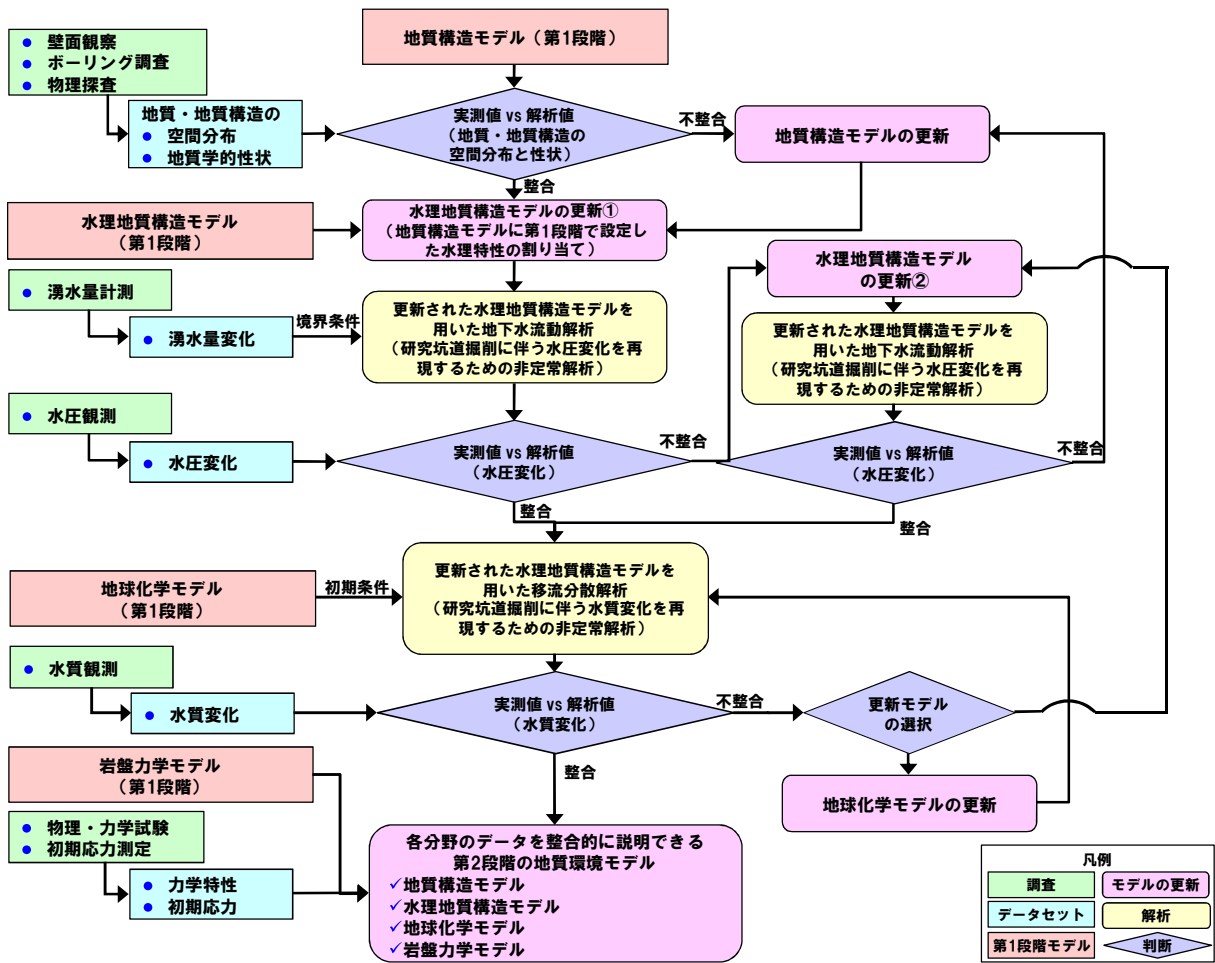 地質構造モデル（第1段階）
● 壁面観察
● ボーリング調査
● 物理探査
地質・地質構造の
● 空間分布
● 地質学的性状
実測値 vs 解析値
（地質・地質構造の
空間分布と性状）
不整合
地質構造モデルの更新
整合
水理地質構造モデル
（第1段階）
水理地質構造モデルの更新①
（地質構造モデルに第1段階で設定し
た水理特性の割り当て）
水理地質構造モデル
の更新②
● 湧水量計測
● 湧水量変化
境界条件
更新された水理地質構造モデルを
用いた地下水流動解析
（研究坑道掘削に伴う水圧変化を再
現するための非定常解析）
更新された水理地質構造モデルを
用いた地下水流動解析
（研究坑道掘削に伴う水圧変化を再
現するための非定常解析）
● 水圧観測
● 水圧変化
実測値 vs 解析値
（水圧変化）
不整合
実測値 vs 解析値
（水圧変化）
不整合
整合
整合
地球化学モデル
（第1段階）
初期条件
更新された水理地質構造モデルを
用いた移流分散解析
（研究坑道掘削に伴う水質変化を再
現するための非定常解析）
● 水質観測
● 水質変化
実測値 vs 解析値
（水質変化）
不整合
更新モデル
の選択
整合
地球化学モデルの更新
岩盤力学モデル
（第1段階）
● 物理・力学試験
● 初期応力測定
● 力学特性
● 初期応力
各分野のデータを整合的に説明できる
第2段階の地質環境モデル
✓地質構造モデル
✓水理地質構造モデル
✓地球化学モデル
✓岩盤力学モデル
凡例
調査
モデルの更新
データセット
解析
第1段階モデル
判断